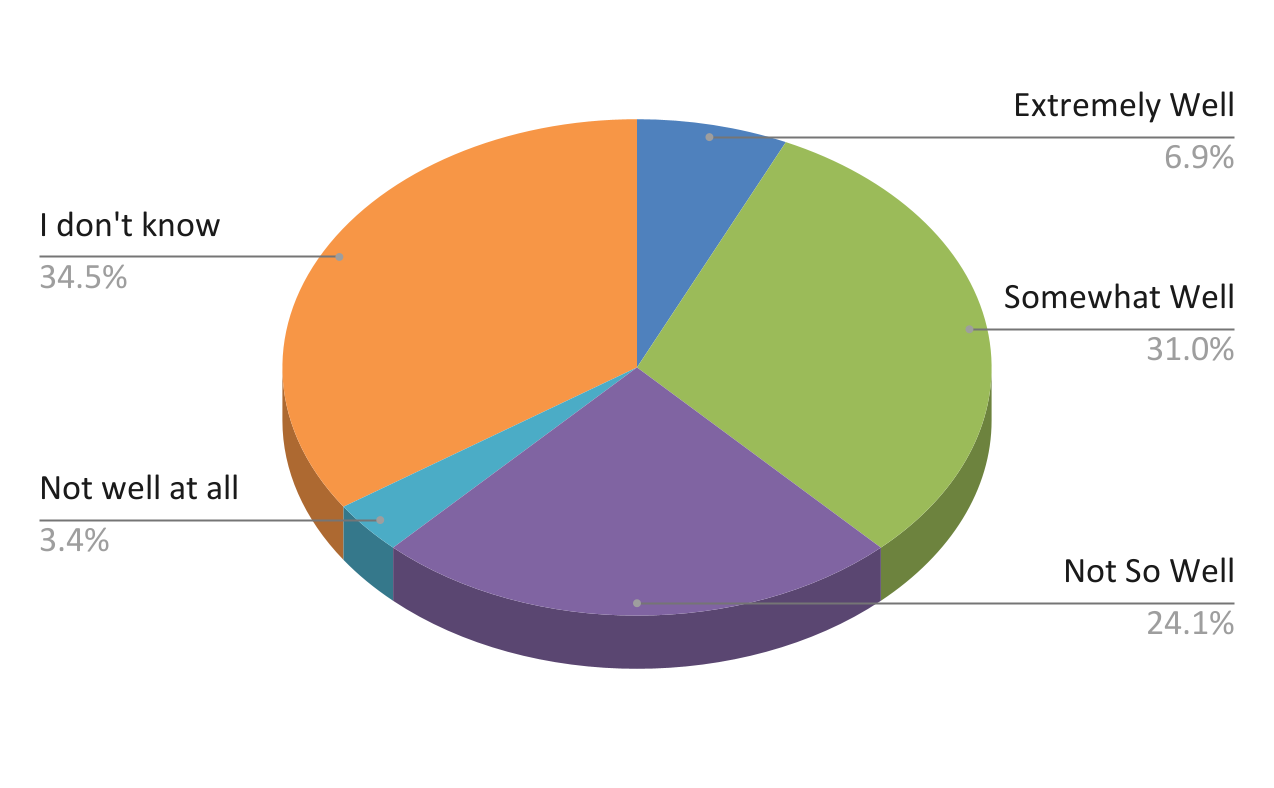 Extremely Well
6.9%
I don't know
34.5%
Somewhat Well
31.0%
Not well at all
3.4%
Not So Well
24.1%